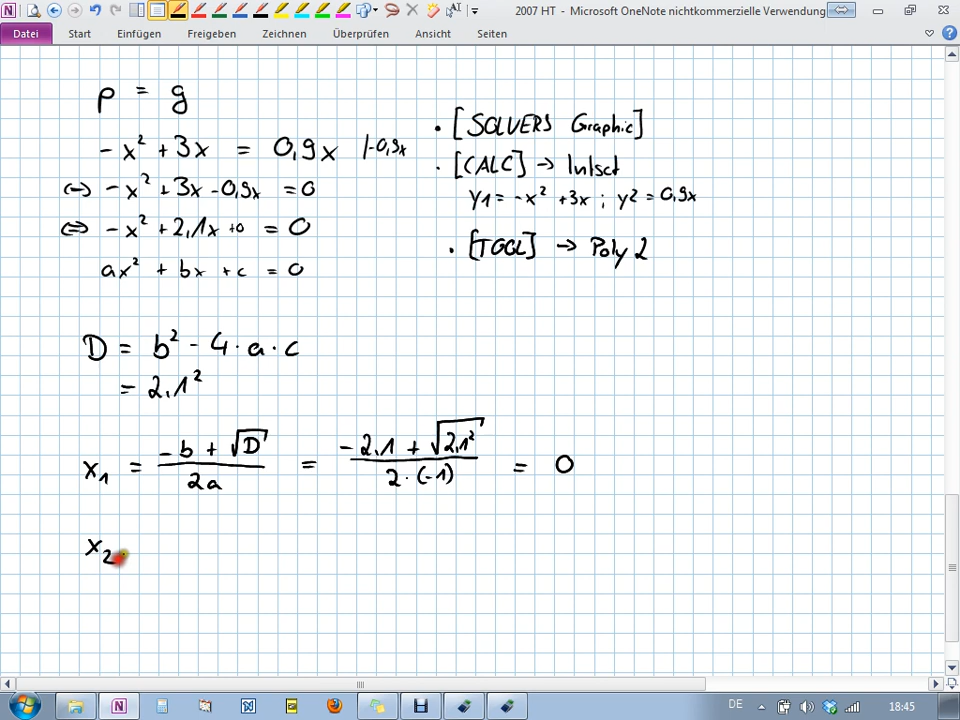 2007 HT - Microsoft OneNote nichtkommerzielle Verwendung
Datei Start Einfügen Freigeben Zeichnen Überprüfen Ansicht Seiten
p = g
-x² + 3x = 0,9x |-0,9x
<-> -x² + 3x - 0,9x = 0
<=> -x² + 2,1x + 0 = 0
ax² + bx + c = 0
• [SOLVERS Graphic]
• [CALC] → Intsct
Y1 = -x² + 3x ; y2 = 0,9x
• [TOOL] → Poly 2
D = b² - 4 · a · c
= 2,1²
x₁ = (-b + √D) / 2a = (-2,1 + √2,1²) / 2 · (-1) = 0
x₂
DE 18:45